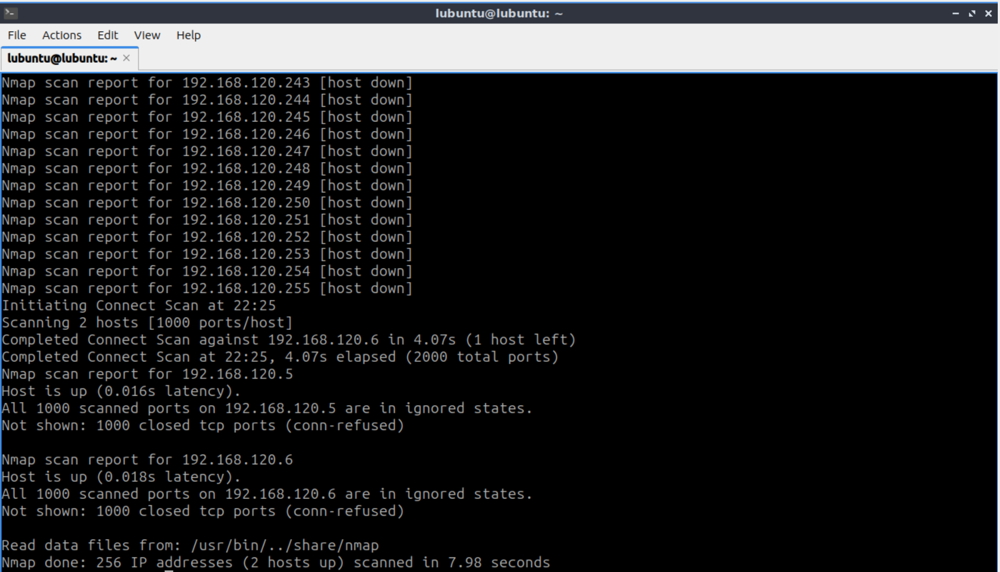 lubuntu@lubuntu: ~
File Actions Edit View Help
lubuntu@lubuntu: ~
Nmap scan report for 192.168.120.243 [host down]
Nmap scan report for 192.168.120.244 [host down]
Nmap scan report for 192.168.120.245 [host down]
Nmap scan report for 192.168.120.246 [host down]
Nmap scan report for 192.168.120.247 [host down]
Nmap scan report for 192.168.120.248 [host down]
Nmap scan report for 192.168.120.249 [host down]
Nmap scan report for 192.168.120.250 [host down]
Nmap scan report for 192.168.120.251 [host down]
Nmap scan report for 192.168.120.252 [host down]
Nmap scan report for 192.168.120.253 [host down]
Nmap scan report for 192.168.120.254 [host down]
Nmap scan report for 192.168.120.255 [host down]
Initiating Connect Scan at 22:25
Scanning 2 hosts [1000 ports/host]
Completed Connect Scan against 192.168.120.6 in 4.07s (1 host left)
Completed Connect Scan at 22:25, 4.07s elapsed (2000 total ports)
Nmap scan report for 192.168.120.5
Host is up (0.016s latency).
All 1000 scanned ports on 192.168.120.5 are in ignored states.
Not shown: 1000 closed tcp ports (conn-refused)
Nmap scan report for 192.168.120.6
Host is up (0.018s latency).
All 1000 scanned ports on 192.168.120.6 are in ignored states.
Not shown: 1000 closed tcp ports (conn-refused)
Read data files from: /usr/bin/../share/nmap
Nmap done: 256 IP addresses (2 hosts up) scanned in 7.98 seconds